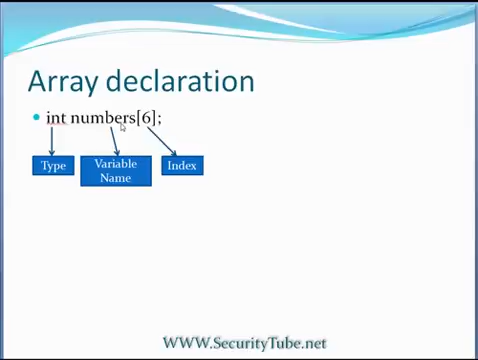 Array declaration
int numbers[6];
Type
Variable
Name
Index
WWW.SecurityTube.net